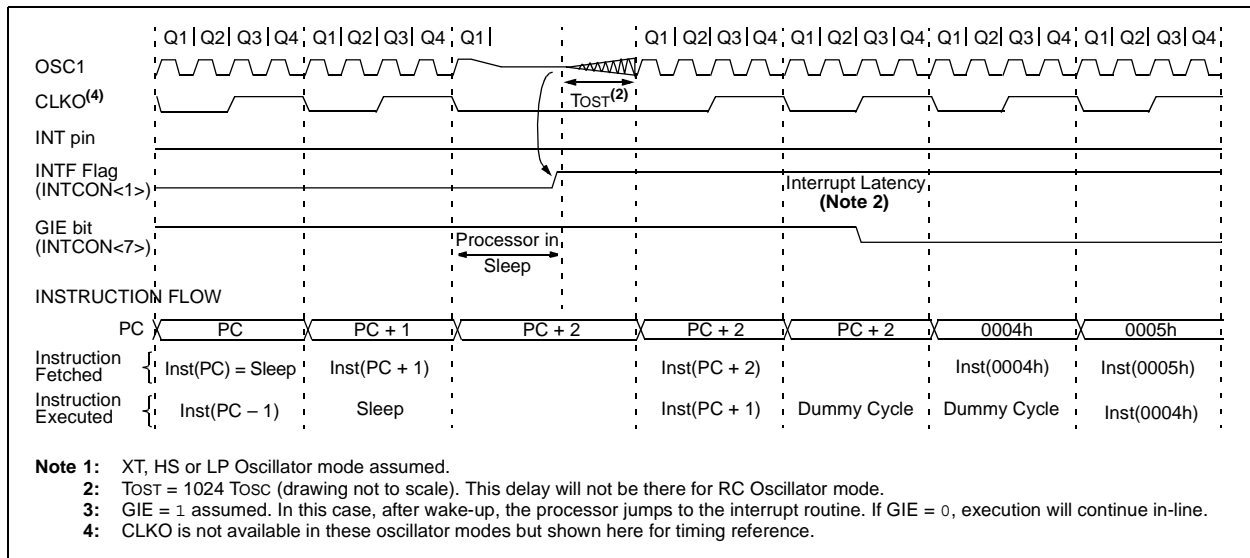 Q1 | Q2 | Q3 | Q4 Q1 | Q2 | Q3 | Q4 Q1 | Q1 | Q2 | Q3 | Q4 Q1 | Q2 | Q3 | Q4 Q1 | Q2 | Q3 | Q4 Q1 | Q2 | Q3 | Q4
OSC1
TOST(2)
CLKO(4)
INT pin
INTF Flag
(INTCON<1>)
Interrupt Latency
(Note 2)
GIE bit
(INTCON<7>)
Processor in
Sleep
INSTRUCTION FLOW
PC PC PC + 1 PC + 2 PC + 2 PC + 2 0004h 0005h
Instruction
Fetched
Inst(PC) = Sleep Inst(PC + 1) Inst(PC + 2) Inst(0004h) Inst(0005h)
Instruction
Executed
Inst(PC – 1) Sleep Inst(PC + 1) Dummy Cycle Dummy Cycle Inst(0004h)
Note 1: XT, HS or LP Oscillator mode assumed.
2: TOST = 1024 TOSC (drawing not to scale). This delay will not be there for RC Oscillator mode.
3: GIE = 1 assumed. In this case, after wake-up, the processor jumps to the interrupt routine. If GIE = 0, execution will continue in-line.
4: CLKO is not available in these oscillator modes but shown here for timing reference.